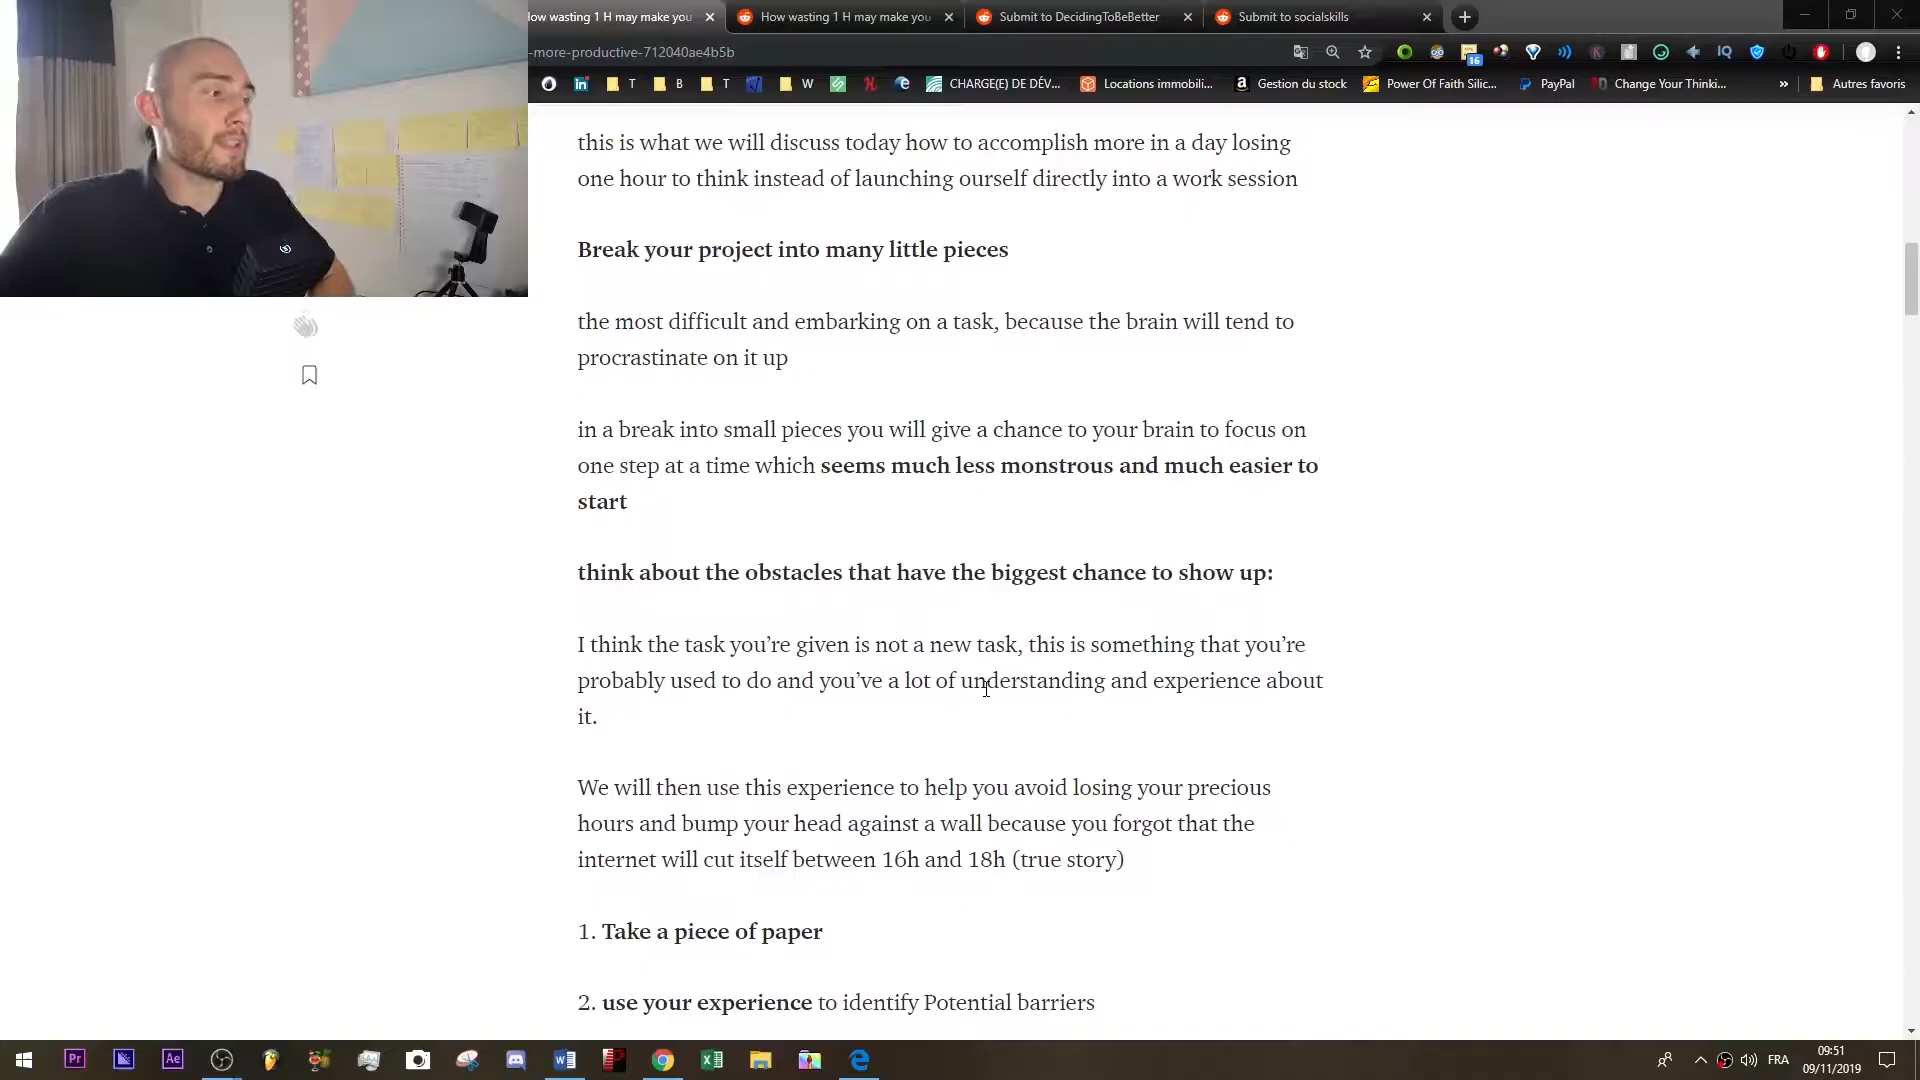 How wasting 1 H may make you
How wasting 1 H may make you
Submit to DecidingToBeBetter
Submit to socialskills
-more-productive-712040ae4b5b
16
IQ
T
B
T
W
CHARGE(E) DE DÉV...
Locations immobili...
Gestion du stock
Power Of Faith Silic...
PayPal
Change Your Thinki...
»
Autres favoris
this is what we will discuss today how to accomplish more in a day losing
one hour to think instead of launching ourself directly into a work session
Break your project into many little pieces
the most difficult and embarking on a task, because the brain will tend to
procrastinate on it up
in a break into small pieces you will give a chance to your brain to focus on
one step at a time which seems much less monstrous and much easier to
start
think about the obstacles that have the biggest chance to show up:
I think the task you’re given is not a new task, this is something that you’re
probably used to do and you’ve a lot of understanding and experience about
it.
We will then use this experience to help you avoid losing your precious
hours and bump your head against a wall because you forgot that the
internet will cut itself between 16h and 18h (true story)
1. Take a piece of paper
2. use your experience to identify Potential barriers
Pr
Ae
FRA
09:51
09/11/2019